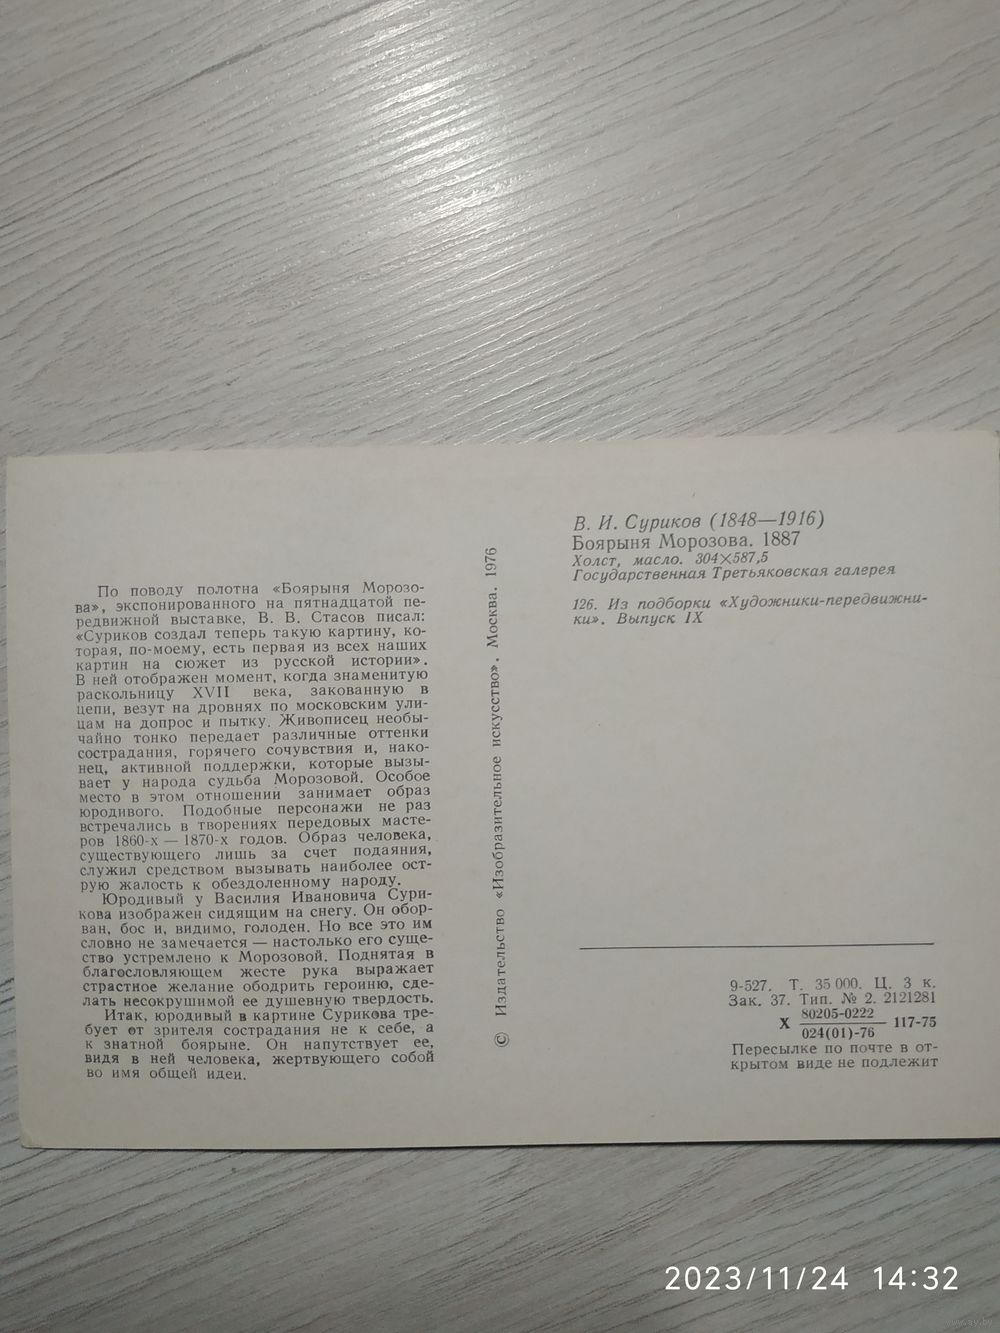 По поводу полотна «Боярыня Морозо-
ва», экспонированного на пятнадцатой пе-
редвижной выставке, В. В. Стасов писал:
«Суриков создал теперь такую картину, ко-
торая, по-моему, есть первая из всех наших
картин на сюжет из русской истории».
В ней отображен момент, когда знаменитую
раскольницу XVII века, закованную в
цепи, везут на дровнях по московским ули-
цам на допрос и пытку. Живописец необы-
чайно тонко передает различные оттенки
сострадания, горячего сочувствия и, нако-
нец, активной поддержки, которые вызы-
вает у народа судьба Морозовой. Особое
место в этом отношении занимает образ
юродивого. Подобные персонажи не раз
встречались в творениях передовых масте-
ров 1860-х — 1870-х годов. Образ человека,
существующего лишь за счет подаяния,
служил средством вызывать наиболее ост-
рую жалость к обездоленному народу.
Юродивый у Василия Ивановича Сури-
кова изображен сидящим на снегу. Он обор-
ван, бос и, видимо, голоден. Но все это им
словно не замечается — настолько его суще-
ство устремлено к Морозовой. Поднятая в
благословляющем жесте рука выражает
страстное желание ободрить героиню, сде-
лать несокрушимой ее душевную твердость.
Итак, юродивый в картине Сурикова тре-
бует от зрителя сострадания не к себе, а
к знатной боярыне. Он напутствует ее,
видя в ней человека, жертвующего собой
во имя общей идеи.
© Издательство «Изобразительное искусство». Москва. 1976
В. И. Суриков (1848—1916)
Боярыня Морозова. 1887
Холст, масло. 304×587,5
Государственная Третьяковская галерея
126. Из подборки «Художники-передвижни-
ки». Выпуск IX
9-527. Т. 35 000. Ц. 3 к.
Зак. 37. Тип. № 2. 2121281
80205-0222
Х 117-75
024(01)-76
Пересылке по почте в от-
крытом виде не подлежит
2023/11/24 14:32
www.ay.by